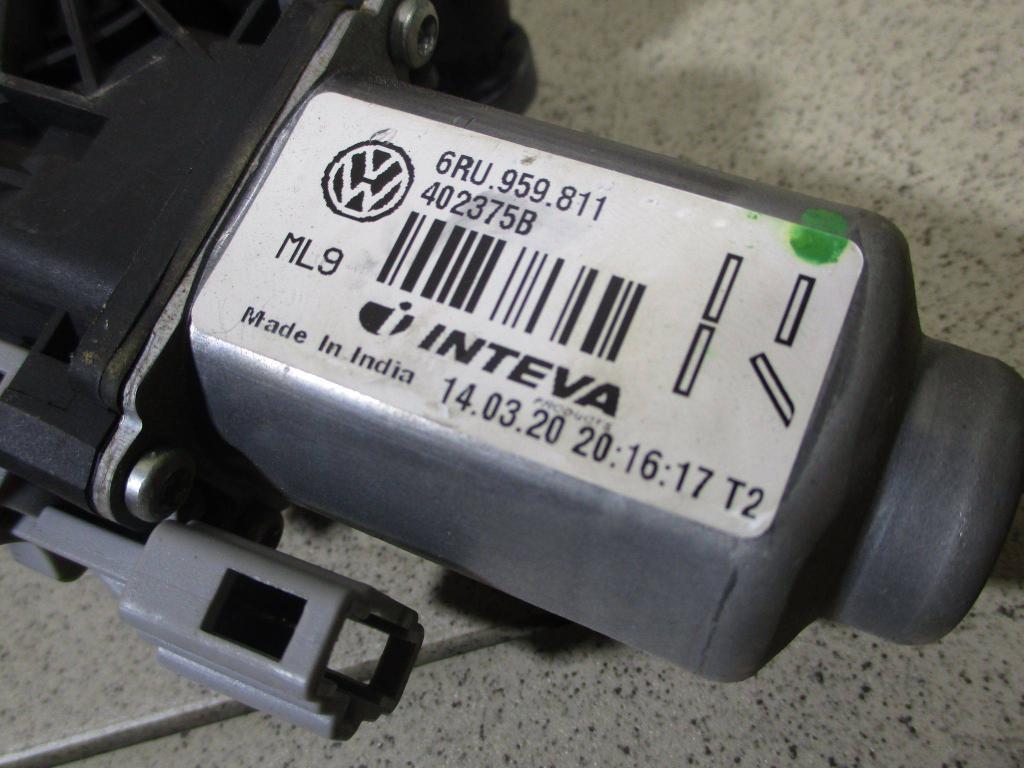 6RU.959.811
402375B
ML9
INTEVA
PRODUCTS
Made In India
14.03.20 20:16:17 T2